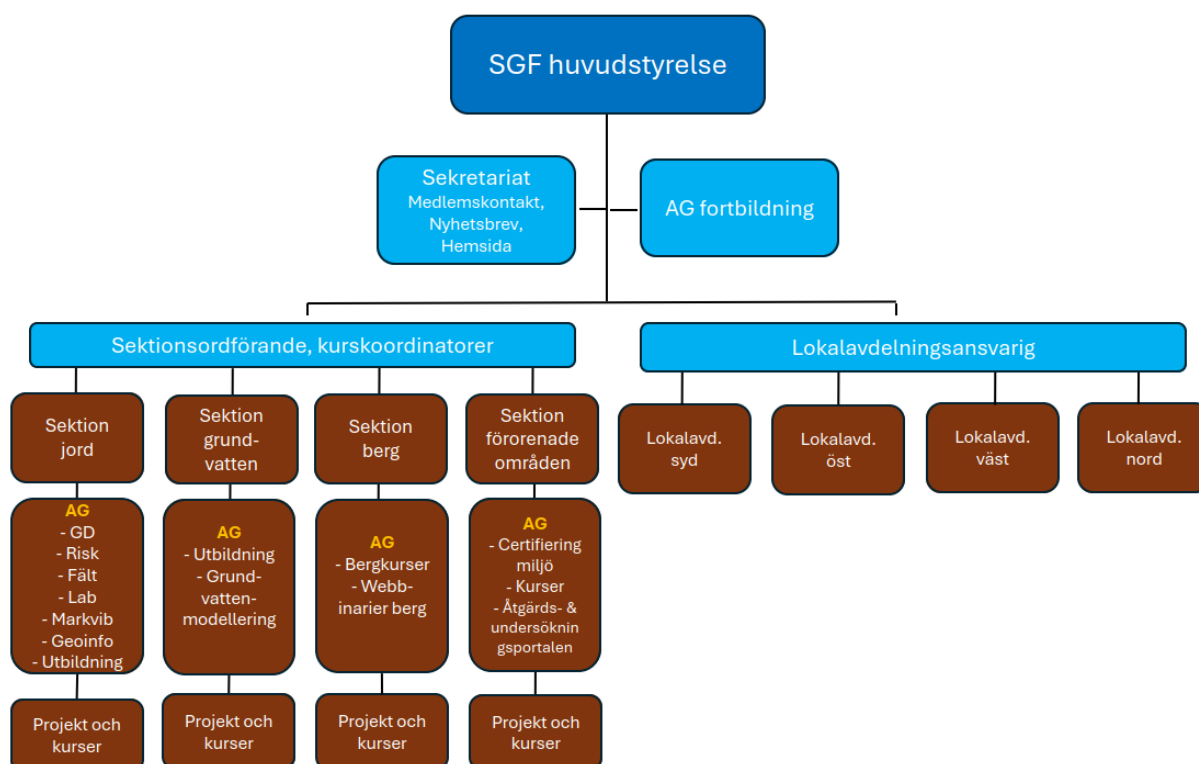 SGF huvudstyrelse
Sekretariat
Medlemskontakt,
Nyhetsbrev,
Hemsida
AG fortbildning
Sektionsordförande, kurskoordinatorer
Lokalavdelningsansvarig
Sektion
jord
Sektion
grund-
vatten
Sektion
berg
Sektion
förorenade
områden
Lokalavd.
syd
Lokalavd.
öst
Lokalavd.
väst
Lokalavd.
nord
AG
- GD
- Risk
- Fält
- Lab
- Markvib
- Geoinfo
- Utbildning
AG
- Utbildning
- Grund-
vatten-
modellering
AG
- Bergkurser
- Webb-
inarier berg
AG
- Certifiering
miljö
- Kurser
- Åtgärds- &
undersöknin
gsportalen
Projekt och
kurser
Projekt och
kurser
Projekt och
kurser
Projekt och
kurser